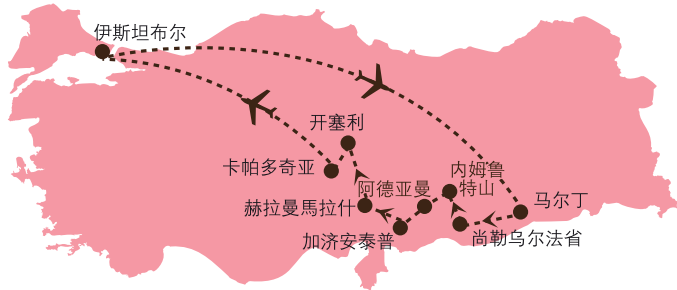 伊斯坦布尔
开塞利
卡帕多奇亚
内姆鲁
特山
阿德亚曼
马尔丁
赫拉曼馬拉什
加济安泰普
尚勒乌尔法省